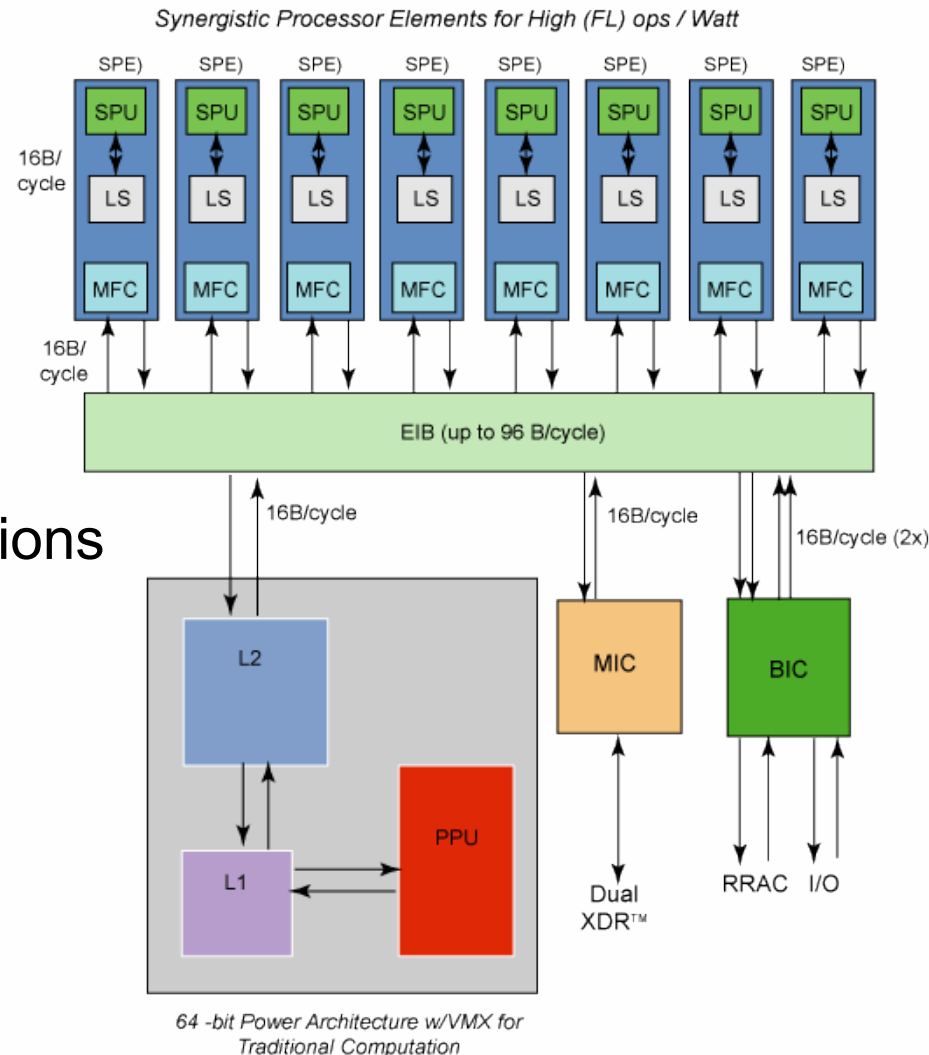 Synergistic Processor Elements for High (FL) ops / Watt
SPE) SPE) SPE) SPE) SPE) SPE) SPE) SPE)
SPU SPU SPU SPU SPU SPU SPU SPU
16B/
cycle
LS LS LS LS LS LS LS LS
MFC MFC MFC MFC MFC MFC MFC MFC
16B/
cycle
EIB (up to 96 B/cycle)
16B/cycle 16B/cycle 16B/cycle (2x)
ions
L2 MIC BIC
PPU
L1
RRAC I/O
Dual
XDR™
64 -bit Power Architecture w/VMX for
Traditional Computation